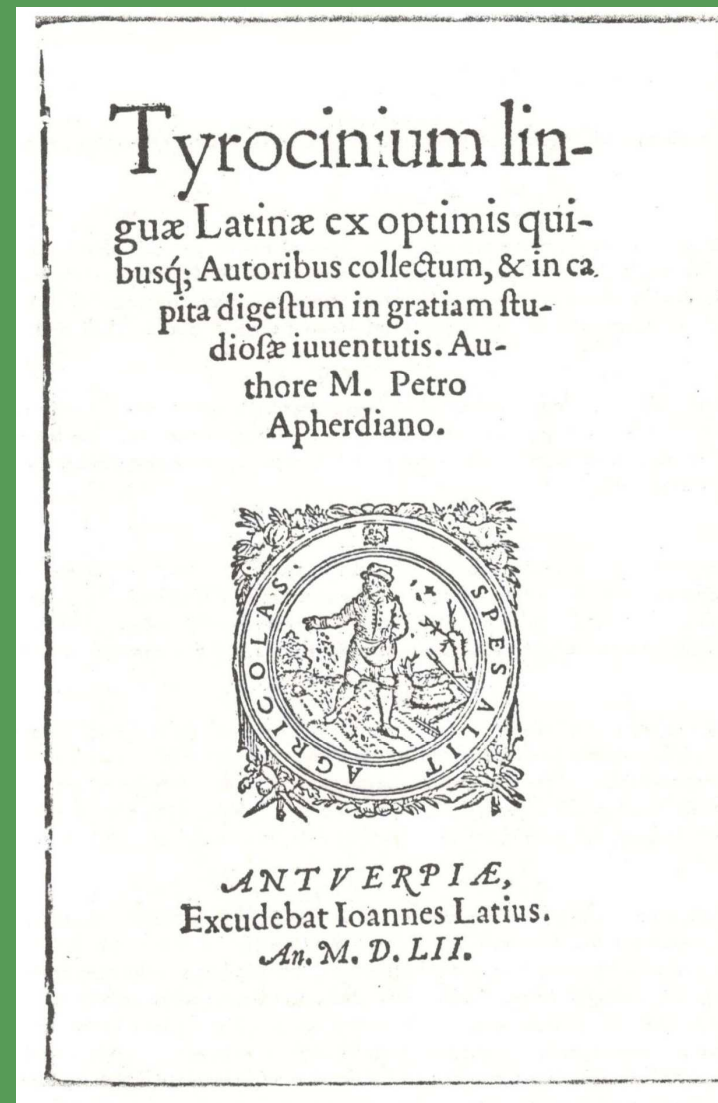 Tyrocinium lin-
guæ Latinæ ex optimis qui-
busq́; Autoribus collectum, & in ca
pita digeſtum in gratiam ſtu-
dioſæ iuuentutis. Au-
thore M. Petro
Apherdiano.
SPES ALIT AGRICOLAS.
ANTVERPIÆ,
Excudebat Ioannes Latius.
An. M. D. LII.